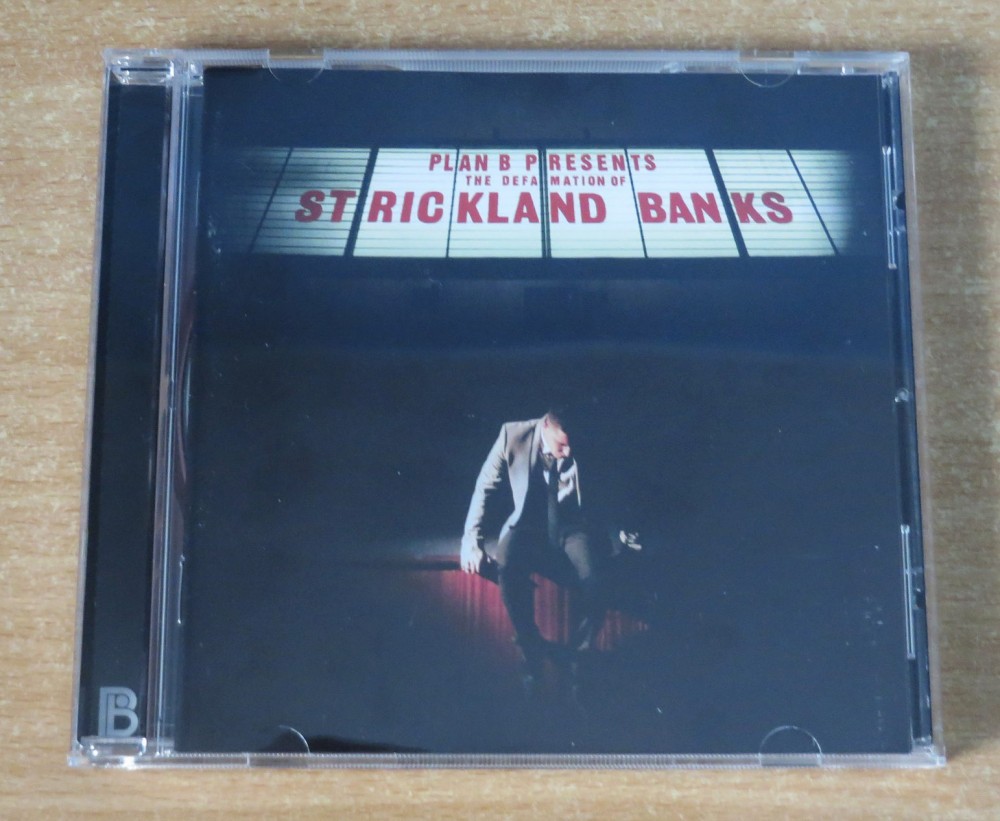 PLAN B PRESENTS
THE DEFAMATION OF
STRICKLAND BANKS
B